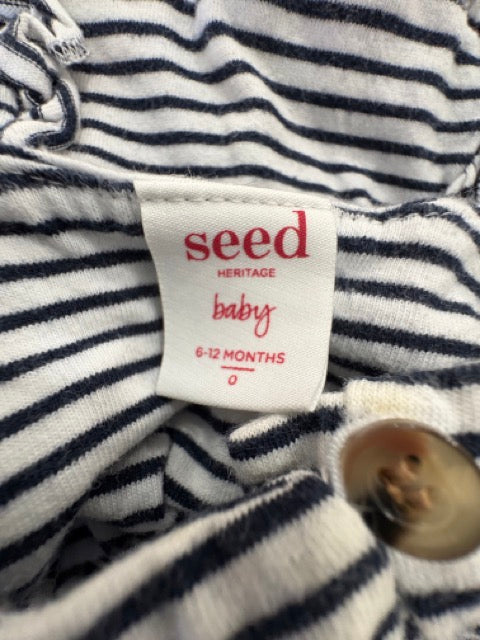 seed
HERITAGE
baby
6-12 MONTHS
0